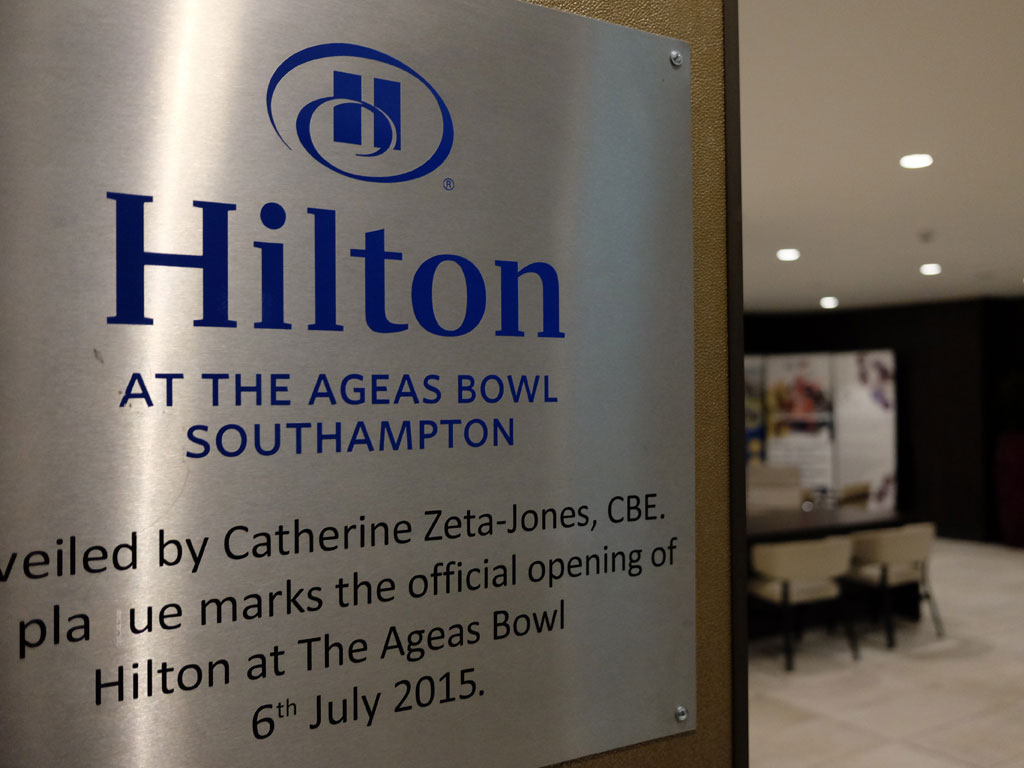 ®
Hilton
AT THE AGEAS BOWL
SOUTHAMPTON
veiled by Catherine Zeta-Jones, CBE.
pla ue marks the official opening of
Hilton at The Ageas Bowl
6th July 2015.